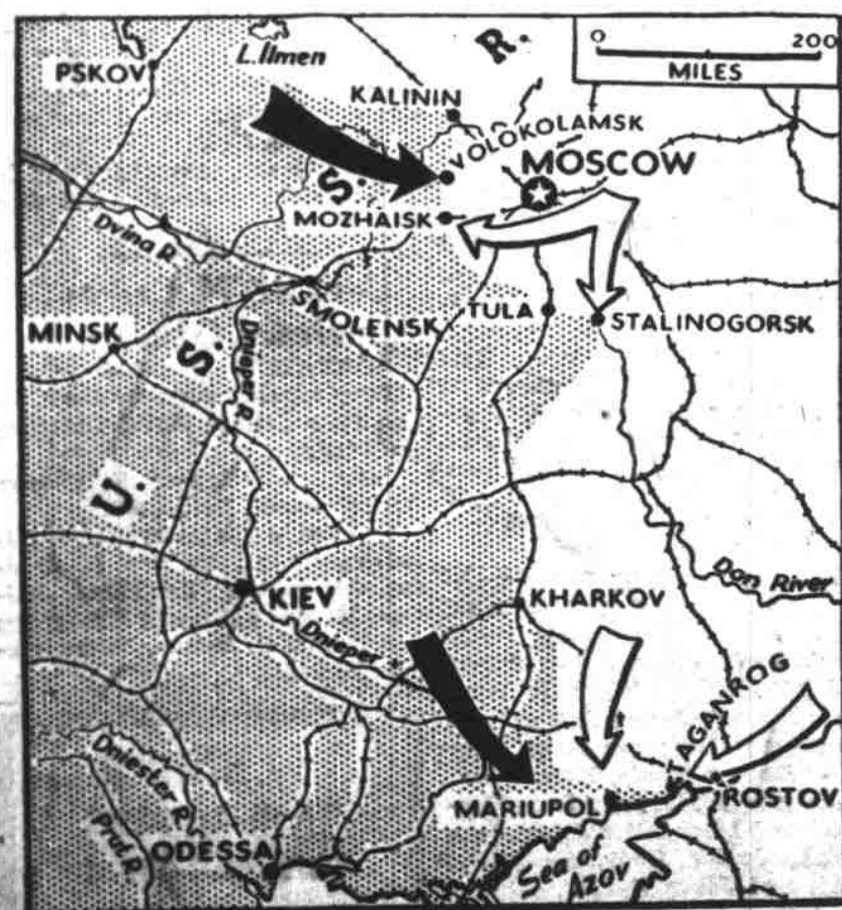 L. Ilmen
R.
0 200
MILES
PSKOV
KALININ
VOLOKOLAMSK
MOSCOW
S.
MOZHAISK
Dvina R.
SMOLENSK
TULA
STALINOGORSK
MINSK
S.
Dnieper R.
U.
KIEV
Dnieper
KHARKOV
Don River
TAGANROG
Dniester R.
MARIUPOL
ROSTOV
Prut R.
ODESSA
Sea of
Azov